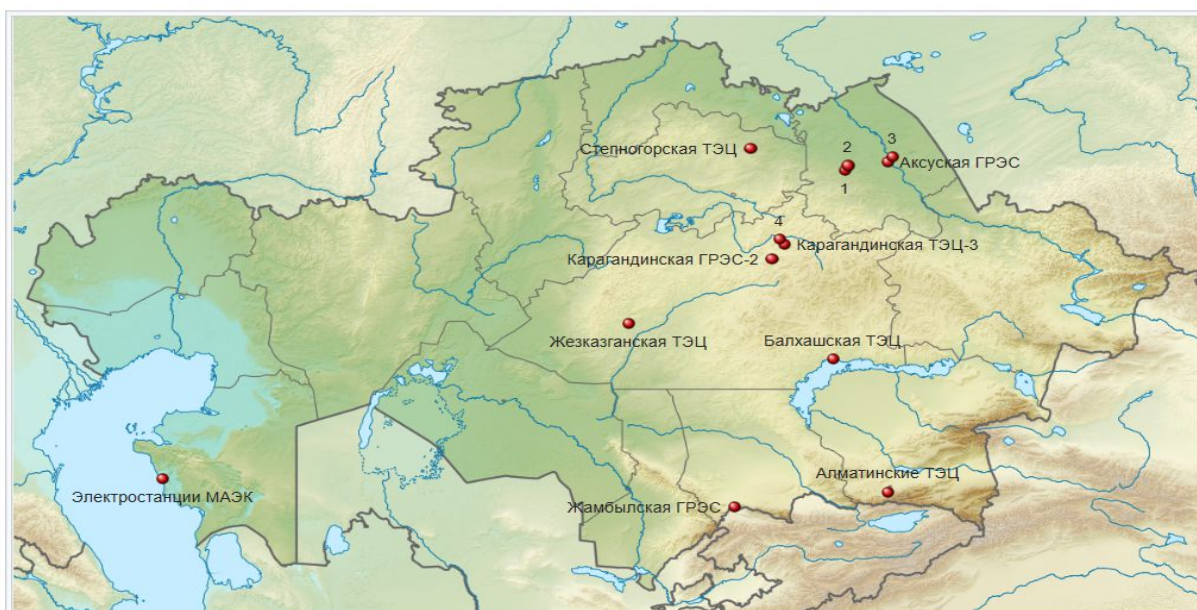 2
3
Степногорская ТЭЦ
Аксуская ГРЭС
1
4
Карагандинская ТЭЦ-3
Карагандинская ГРЭС-2
Жезказганская ТЭЦ
Балхашская ТЭЦ
Алматинские ТЭЦ
Электростанции МАЭК
Жамбылская ГРЭС